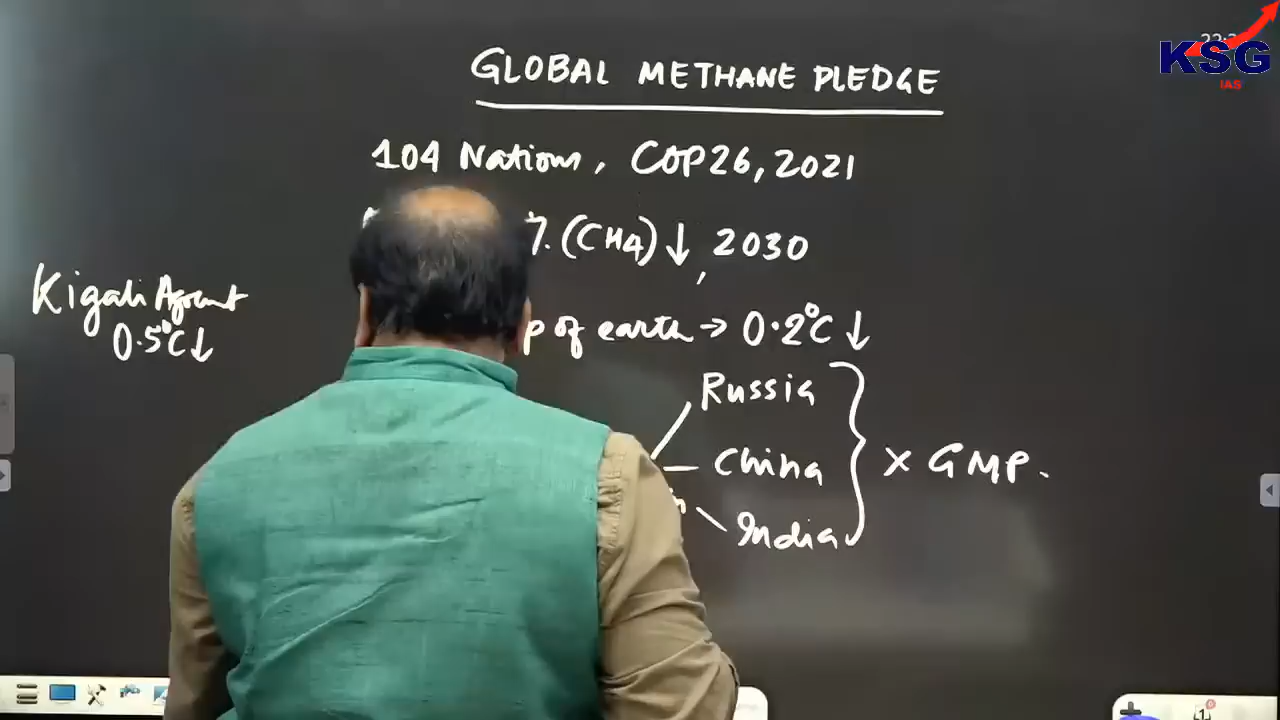 KSG
IAS
GLOBAL METHANE PLEDGE
104 Nations, COP26, 2021
%. (CH4) ↓, 2030
of earth → 0.2°C ↓
Kigali
0.5°C↓
Russia
China } X GMP.
India